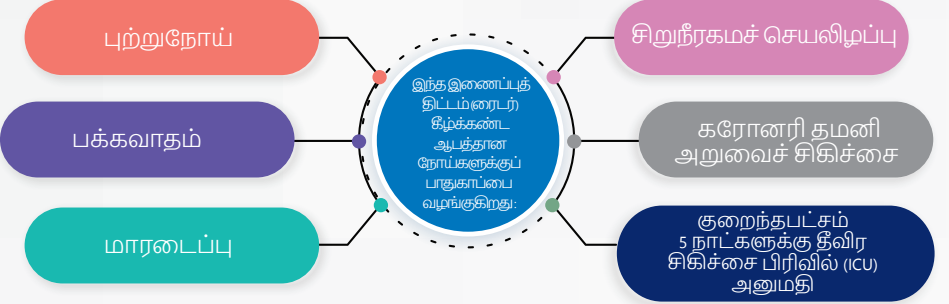 புற்றுநோய்
பக்கவாதம்
மாரடைப்பு
இந்த இணைப்புத்
திட்டம்(ரைடர்)
கீழ்க்கண்ட
ஆபத்தான
நோய்களுக்குப்
பாதுகாப்பை
வழங்குகிறது:
சிறுநீரகமச் செயலிழப்பு
கரோனரி தமனி
அறுவைச் சிகிச்சை
குறைந்தபட்சம்
5 நாட்களுக்கு தீவிர
சிகிச்சை பிரிவில் (ICU)
அனுமதி